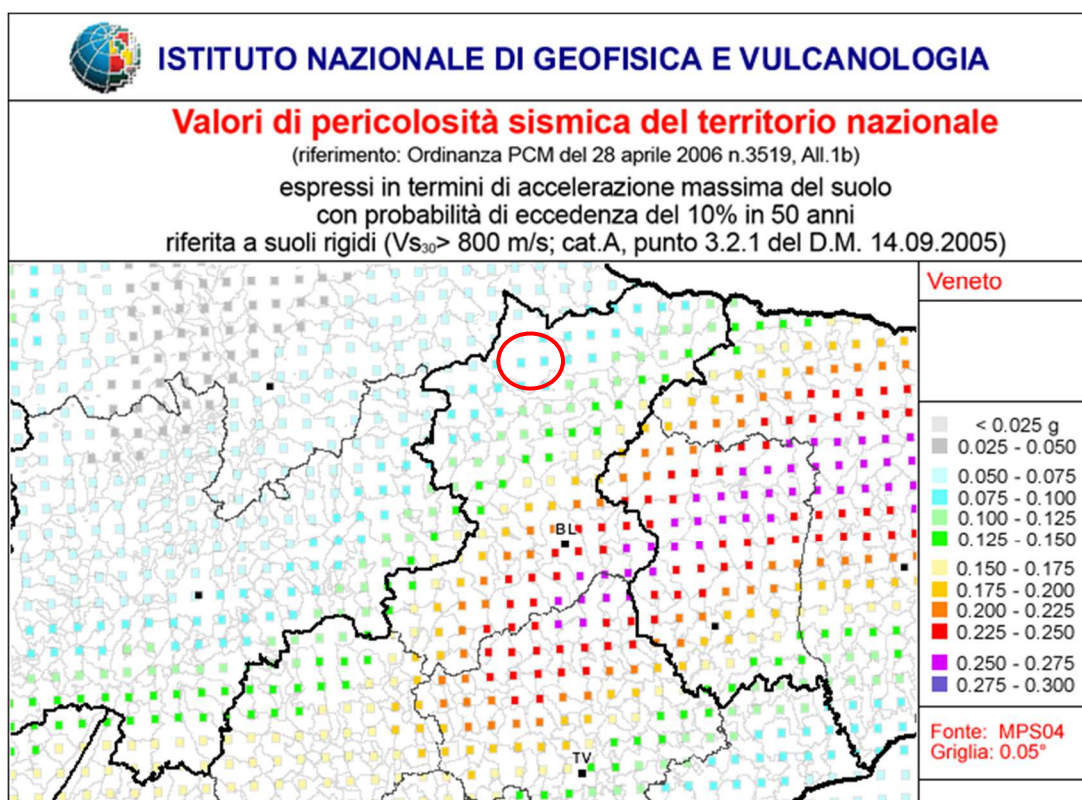 ISTITUTO NAZIONALE DI GEOFISICA E VULCANOLOGIA
Valori di pericolosità sismica del territorio nazionale
(riferimento: Ordinanza PCM del 28 aprile 2006 n.3519, All.1b)
espressi in termini di accelerazione massima del suolo
con probabilità di eccedenza del 10% in 50 anni
riferita a suoli rigidi (Vs₃₀> 800 m/s; cat.A, punto 3.2.1 del D.M. 14.09.2005)
Veneto
< 0.025 g
0.025 - 0.050
0.050 - 0.075
0.075 - 0.100
0.100 - 0.125
0.125 - 0.150
0.150 - 0.175
0.175 - 0.200
0.200 - 0.225
0.225 - 0.250
0.250 - 0.275
0.275 - 0.300
Fonte: MPS04
Griglia: 0.05°
BL
TV